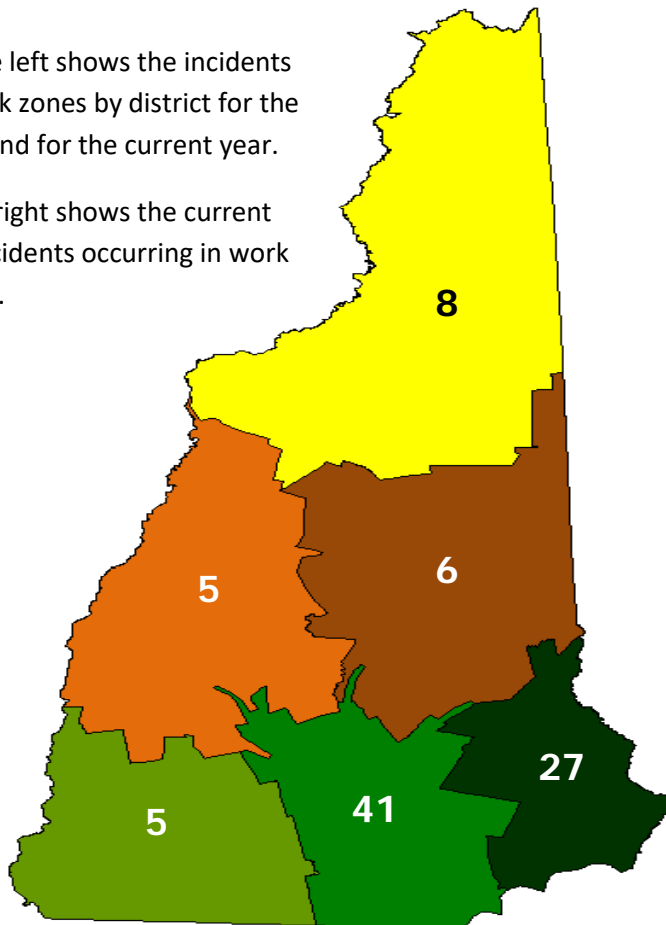 left shows the incidents
zones by district for the
nd for the current year.
right shows the current
cidents occurring in work
.
8
5
6
27
5
41